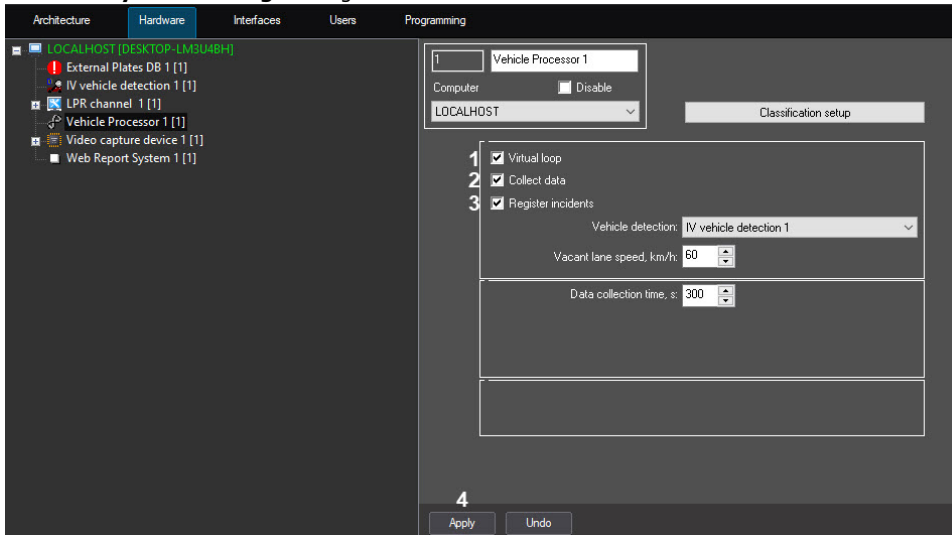 Architecture Hardware Interfaces Users Programming
LOCALHOST [DESKTOP-LM3U4BH]
External Plates DB 1 [1]
IV vehicle detection 1 [1]
LPR channel 1 [1]
Vehicle Processor 1 [1]
Video capture device 1 [1]
Web Report System 1 [1]
1 Vehicle Processor 1
Computer Disable
LOCALHOST Classification setup
1 Virtual loop
2 Collect data
3 Register incidents
Vehicle detection: IV vehicle detection 1
Vacant lane speed, km/h: 60
Data collection time, s: 300
4
Apply Undo